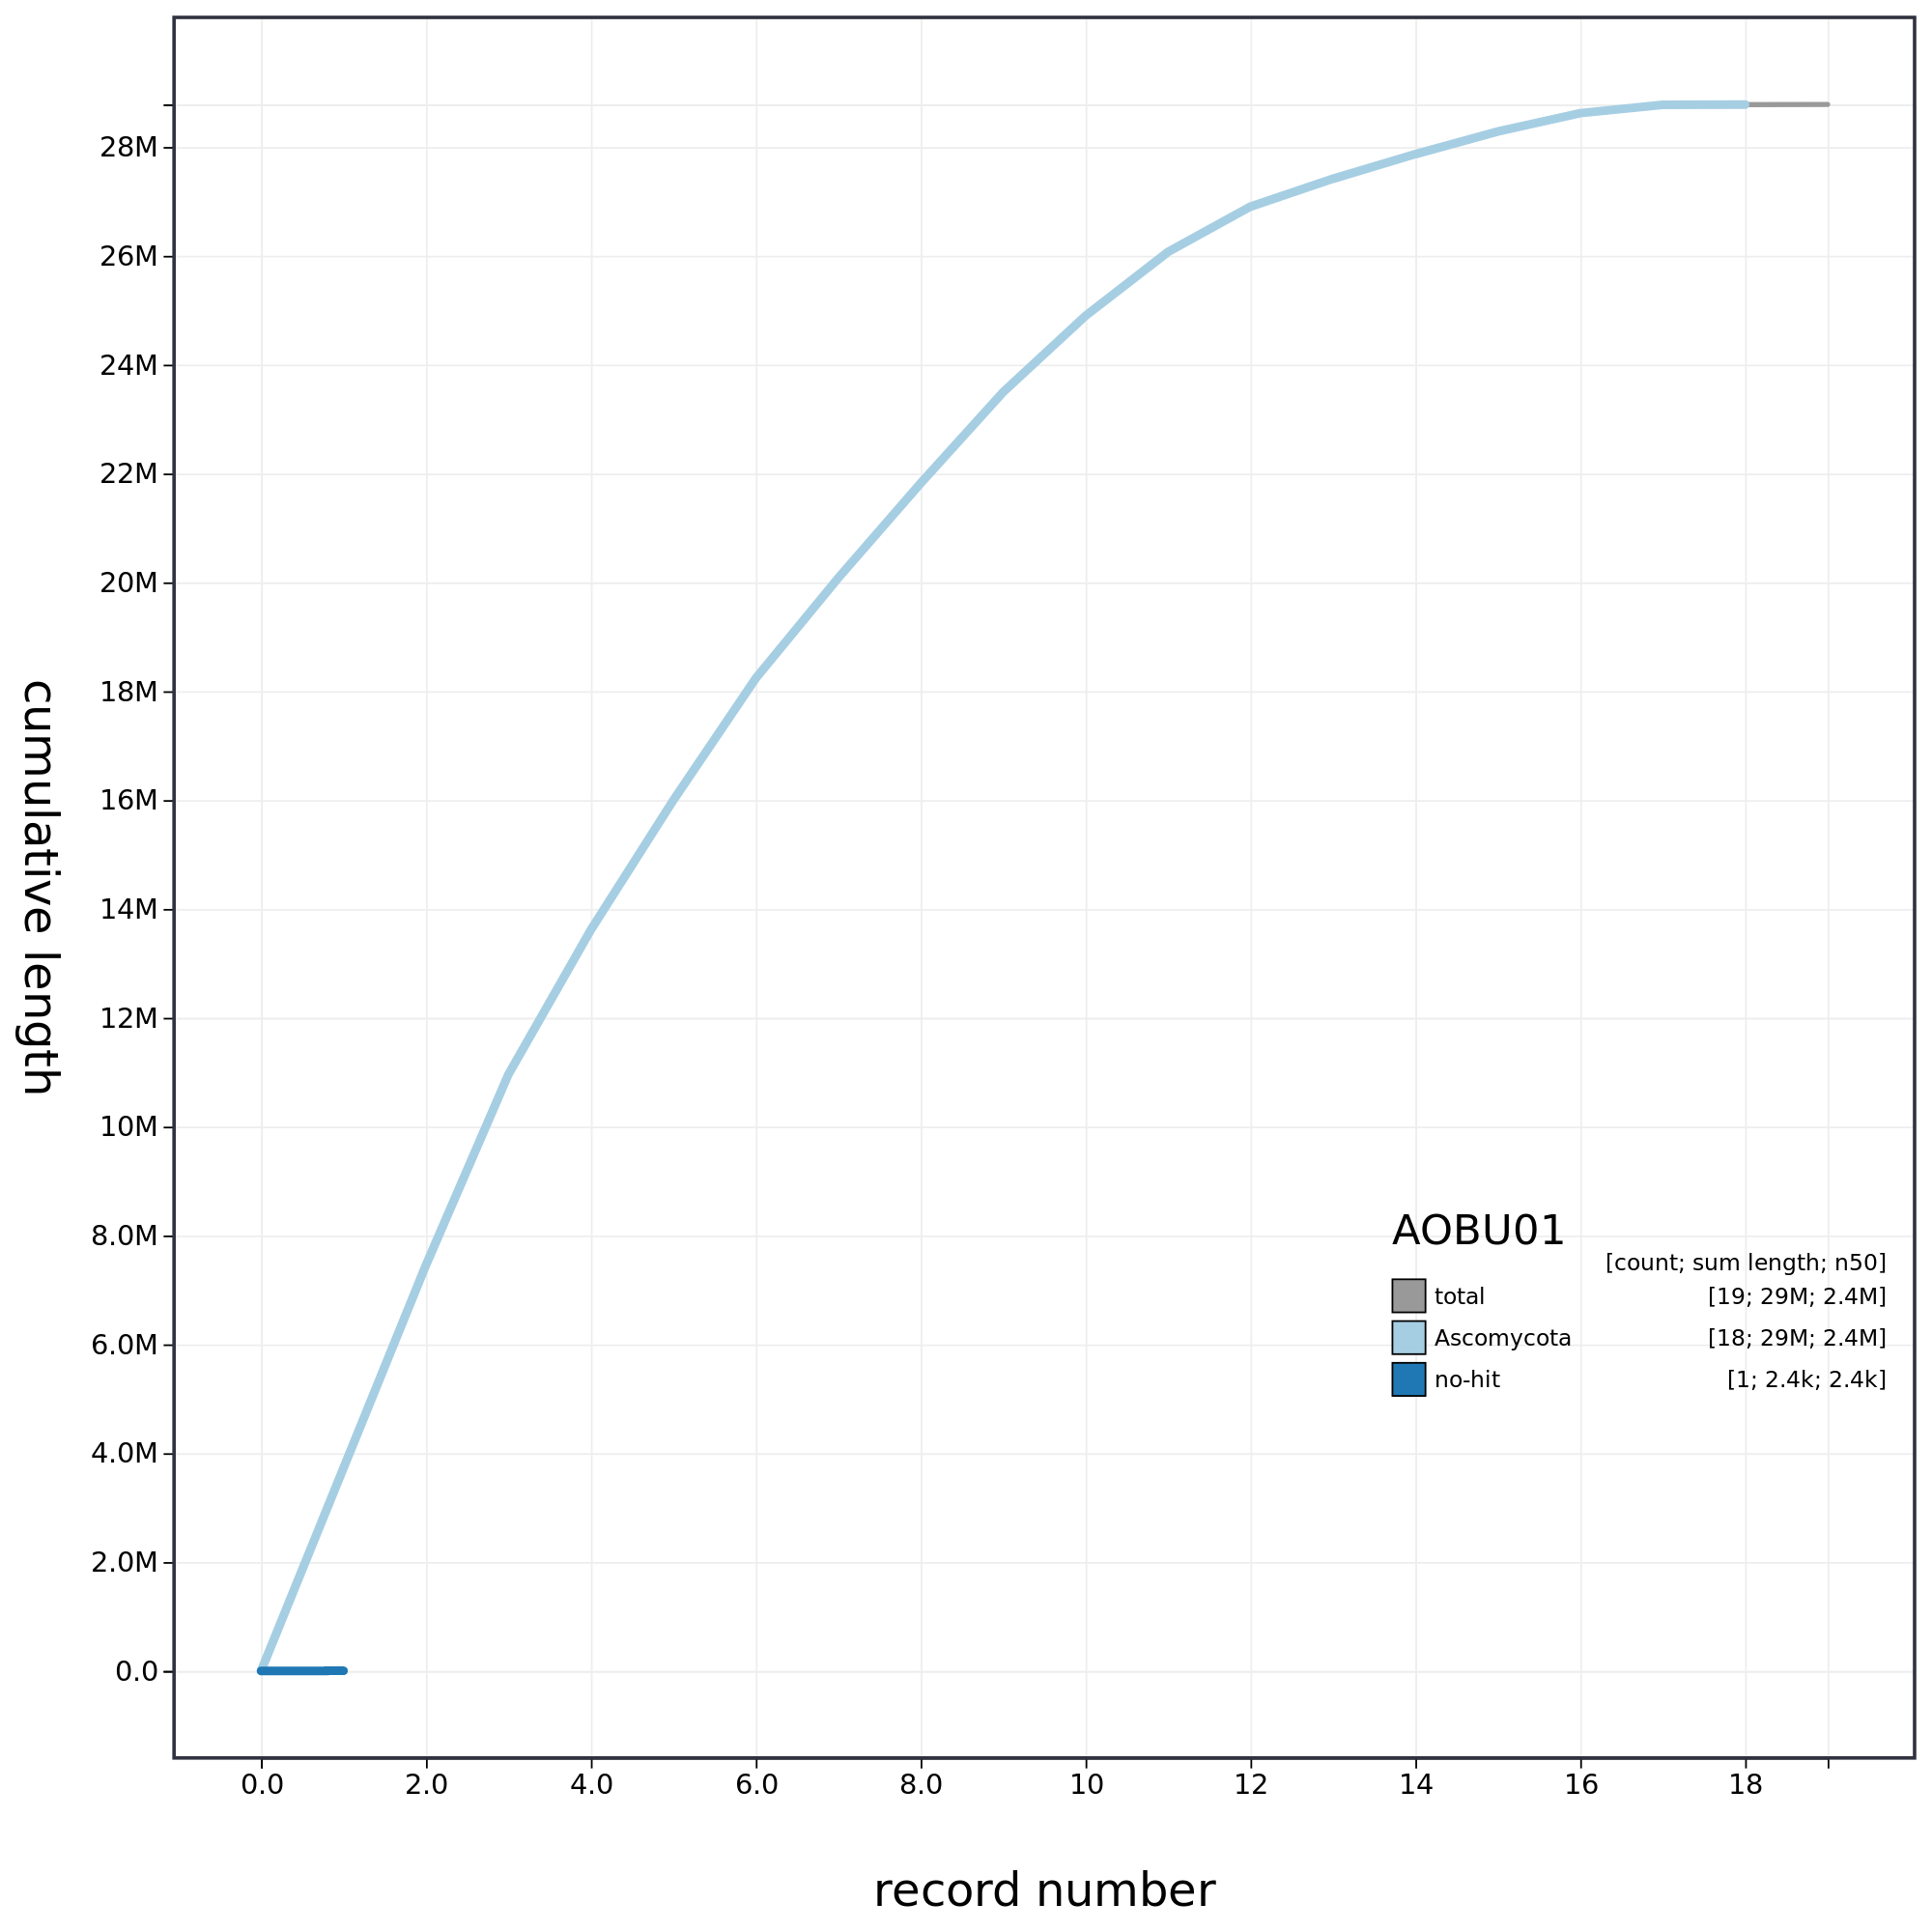 cumulative length
28M
26M
24M
22M
20M
18M
16M
14M
12M
10M
8.0M
6.0M
4.0M
2.0M
0.0
AOBU01
[count; sum length; n50]
total [19; 29M; 2.4M]
Ascomycota [18; 29M; 2.4M]
no-hit [1; 2.4k; 2.4k]
0.0 2.0 4.0 6.0 8.0 10 12 14 16 18
record number